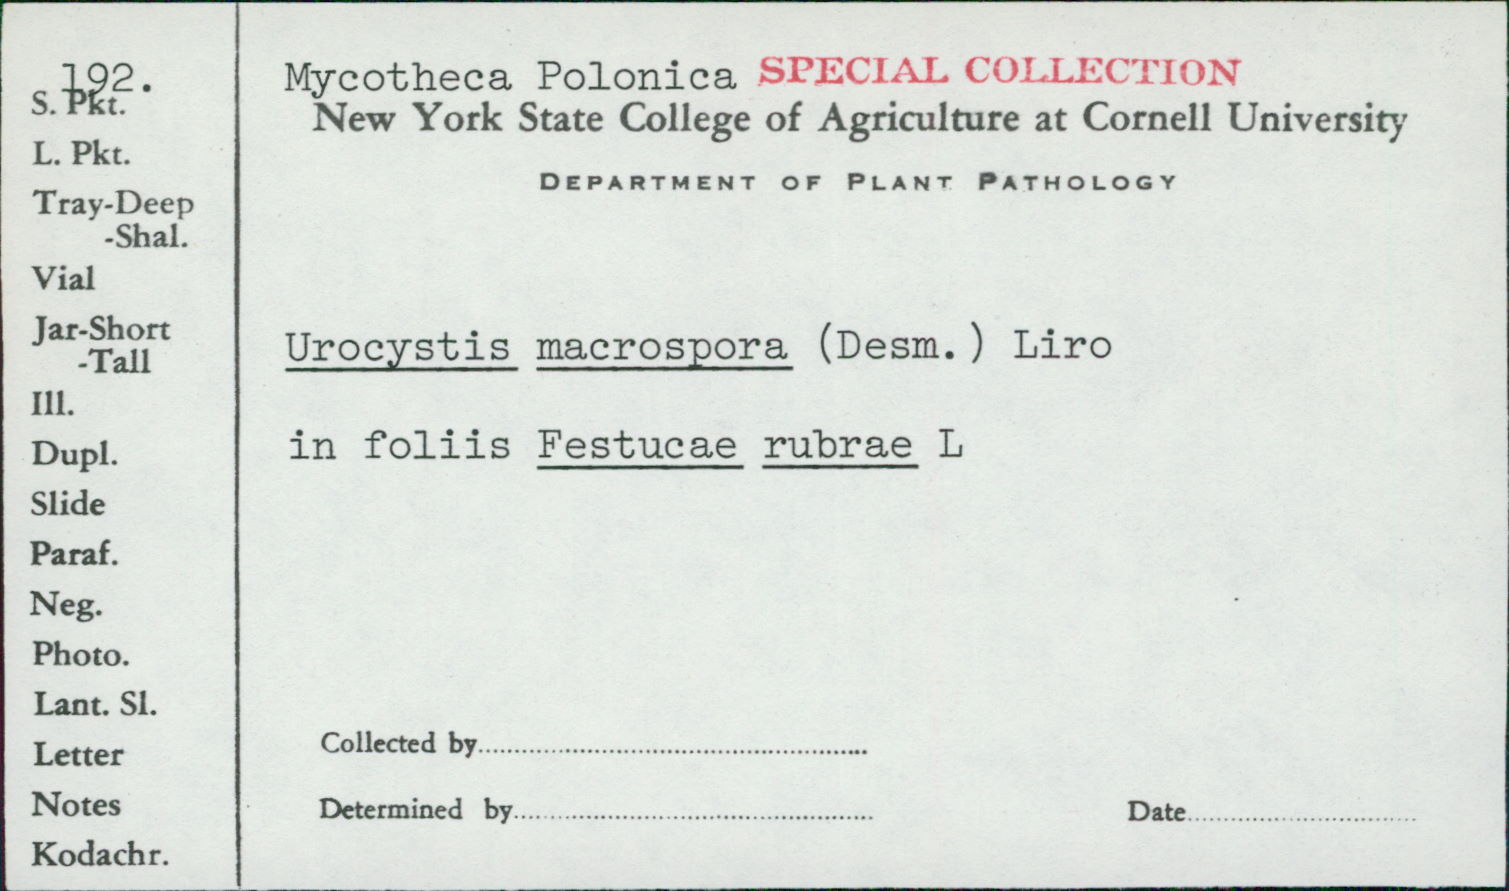 192.
S. Pkt.
L. Pkt.
Tray-Deep
-Shal.
Vial
Jar-Short
-Tall
Ill.
Dupl.
Slide
Paraf.
Neg.
Photo.
Lant. Sl.
Letter
Notes
Kodachr.
Mycotheca Polonica SPECIAL COLLECTION
New York State College of Agriculture at Cornell University
DEPARTMENT OF PLANT PATHOLOGY
Urocystis macrospora (Desm.) Liro
in foliis Festucae rubrae L
Collected by
Determined by
Date